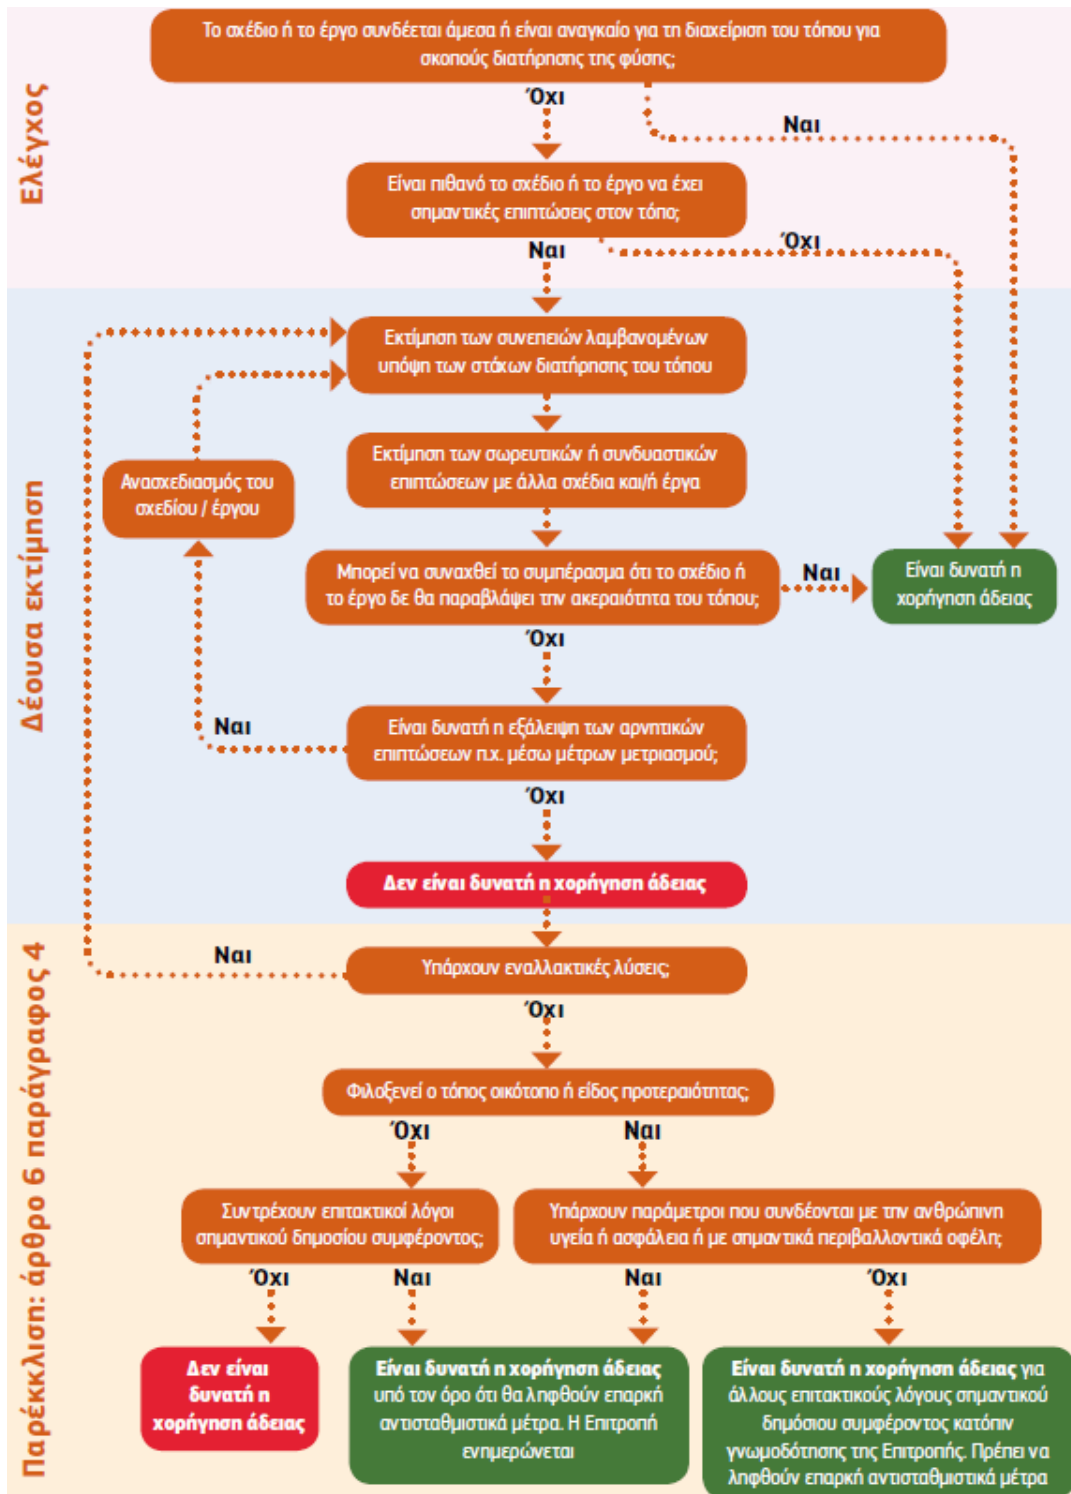 Ελέγχος
Το σχέδιο ή το έργο συνδέεται άμεσα ή είναι αναγκαίο για τη διαχείριση του τόπου για
σκοπούς διατήρησης της φύσης;
Όχι
Ναι
Είναι πιθανό το σχέδιο ή το έργο να έχει
σημαντικές επιπτώσεις στον τόπο;
Όχι
Ναι
Δέουσα εκτίμηση
Εκτίμηση των συνεπειών λαμβανομένων
υπόψη των στάχων διατήρησης του τόπου
Εκτίμηση των σωρευτικών ή συνδυαστικών
επιπτώσεων με άλλα σχέδια και/ή έργα
Ανασχεδιασμός του
σχεδίου / έργου
Μπορεί να συναχθεί το συμπέρασμα ότι το σχέδιο ή
το έργο δε θα παραβλάψει την ακεραιότητα του τόπου;
Ναι
Είναι δυνατή η
χορήγηση άδειας
Όχι
Είναι δυνατή η εξάλειψη των αρνητικών
επιπτώσεων π.χ. μέσω μέτρων μετριασμού;
Ναι
Όχι
Δεν είναι δυνατή η χορήγηση άδειας
Παρέκκλιση: άρθρο 6 παράγραφος 4
Υπάρχουν εναλλακτικές λύσεις;
Ναι
Όχι
Φιλοξενεί ο τόπος οικότοπο ή είδος προτεραιότητας;
Όχι
Ναι
Συντρέχουν επιτακτικοί λόγοι
σημαντικού δημοσίου συμφέροντος;
Υπάρχουν παράμετροι που συνδέονται με την ανθρώπινη
υγεία ή ασφάλεια ή με σημαντικά περιβαλλοντικά οφέλη;
Όχι
Ναι
Ναι
Όχι
Δεν είναι
δυνατή η
χορήγηση άδειας
Είναι δυνατή η χορήγηση άδειας
υπό τον όρο ότι θα ληφθούν επαρκή
αντισταθμιστικά μέτρα. Η Επιτροπή
ενημερώνεται
Είναι δυνατή η χορήγηση άδειας για
άλλους επιτακτικούς λόγους σημαντικού
δημόσιου συμφέροντος κατόπιν
γνωμοδότησης της Επιτροπής. Πρέπει να
ληφθούν επαρκή αντισταθμιστικά μέτρα